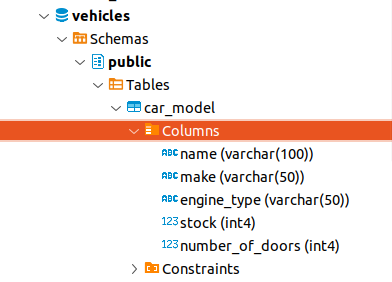 vehicles
Schemas
public
Tables
car_model
Columns
ABC name (varchar(100))
ABC make (varchar(50))
ABC engine_type (varchar(50))
123 stock (int4)
123 number_of_doors (int4)
Constraints